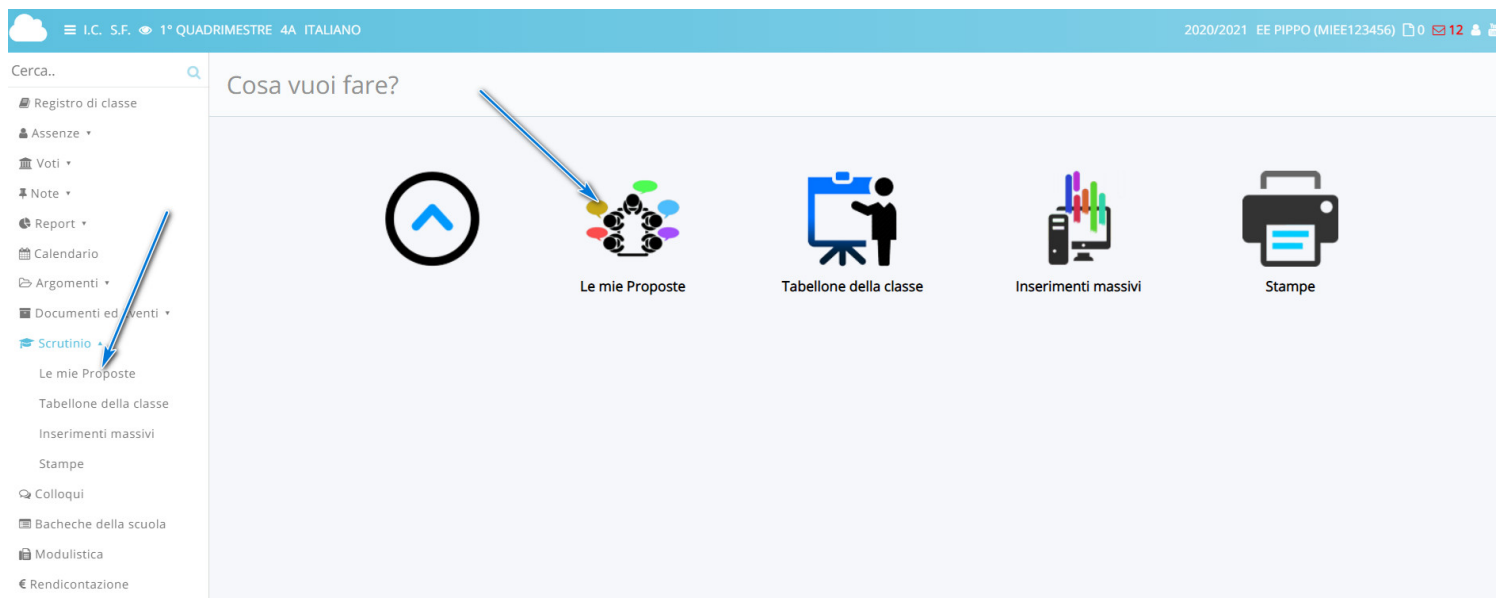 I.C. S.F. 1° QUADRIMESTRE 4A ITALIANO
2020/2021 EE PIPPO (MIEE123456) 0 12
Cerca..
Cosa vuoi fare?
Registro di classe
Assenze
Voti
Note
Report
Calendario
Argomenti
Documenti ed eventi
Scrutinio
Le mie Proposte
Tabellone della classe
Inserimenti massivi
Stampe
Colloqui
Bacheche della scuola
Modulistica
€ Rendicontazione
Le mie Proposte
Tabellone della classe
Inserimenti massivi
Stampe